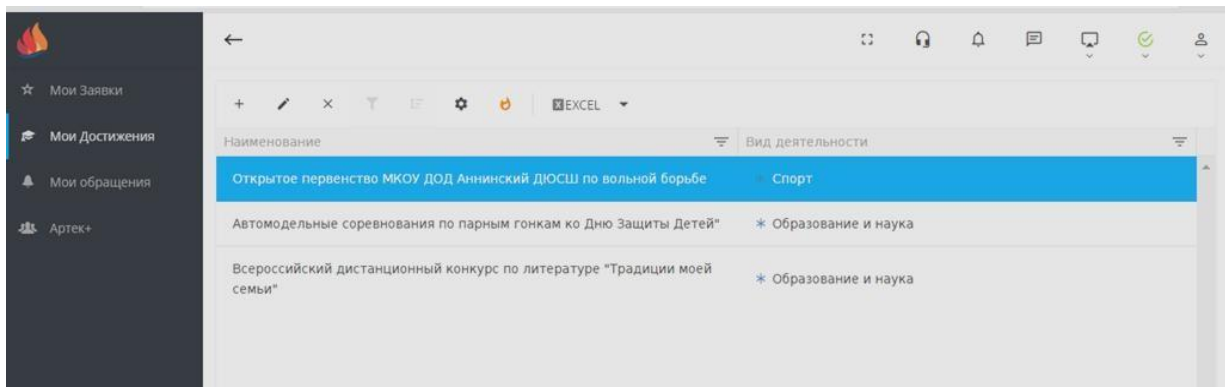 Мои Заявки
Мои Достижения
Мои обращения
Артек+
EXCEL
Наименование
Вид деятельности
Открытое первенство МКОУ ДОД Аннинский ДЮСШ по вольной борьбе
Спорт
Автомодельные соревнования по парным гонкам ко Дню Защиты Детей"
Образование и наука
Всероссийский дистанционный конкурс по литературе "Традиции моей
семьи"
Образование и наука